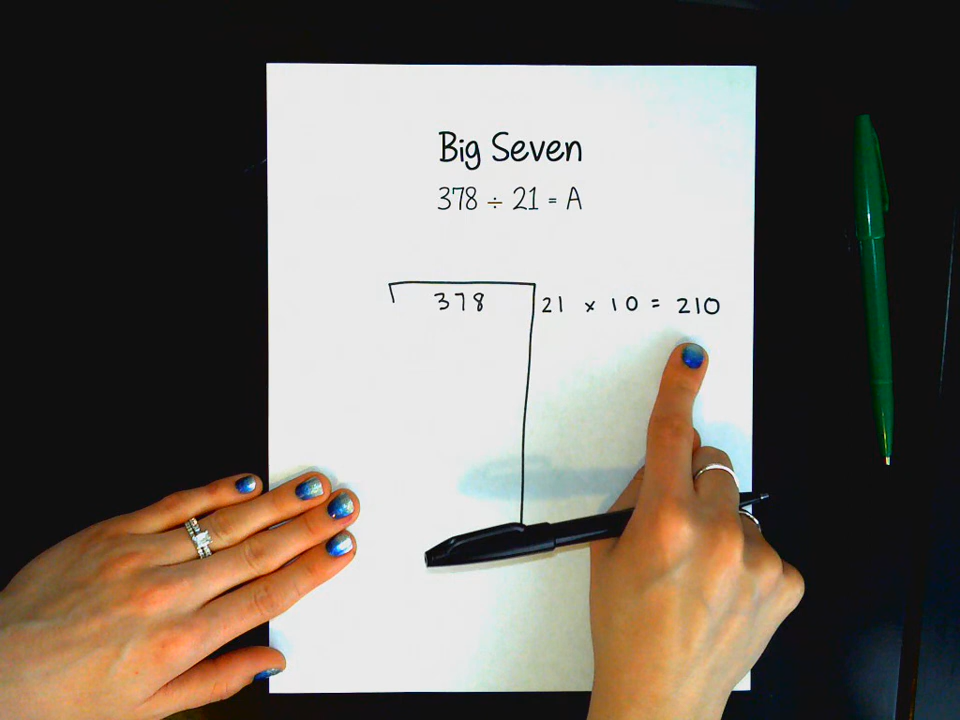 Big Seven
378 ÷ 21 = A
378 21 x 10 = 210